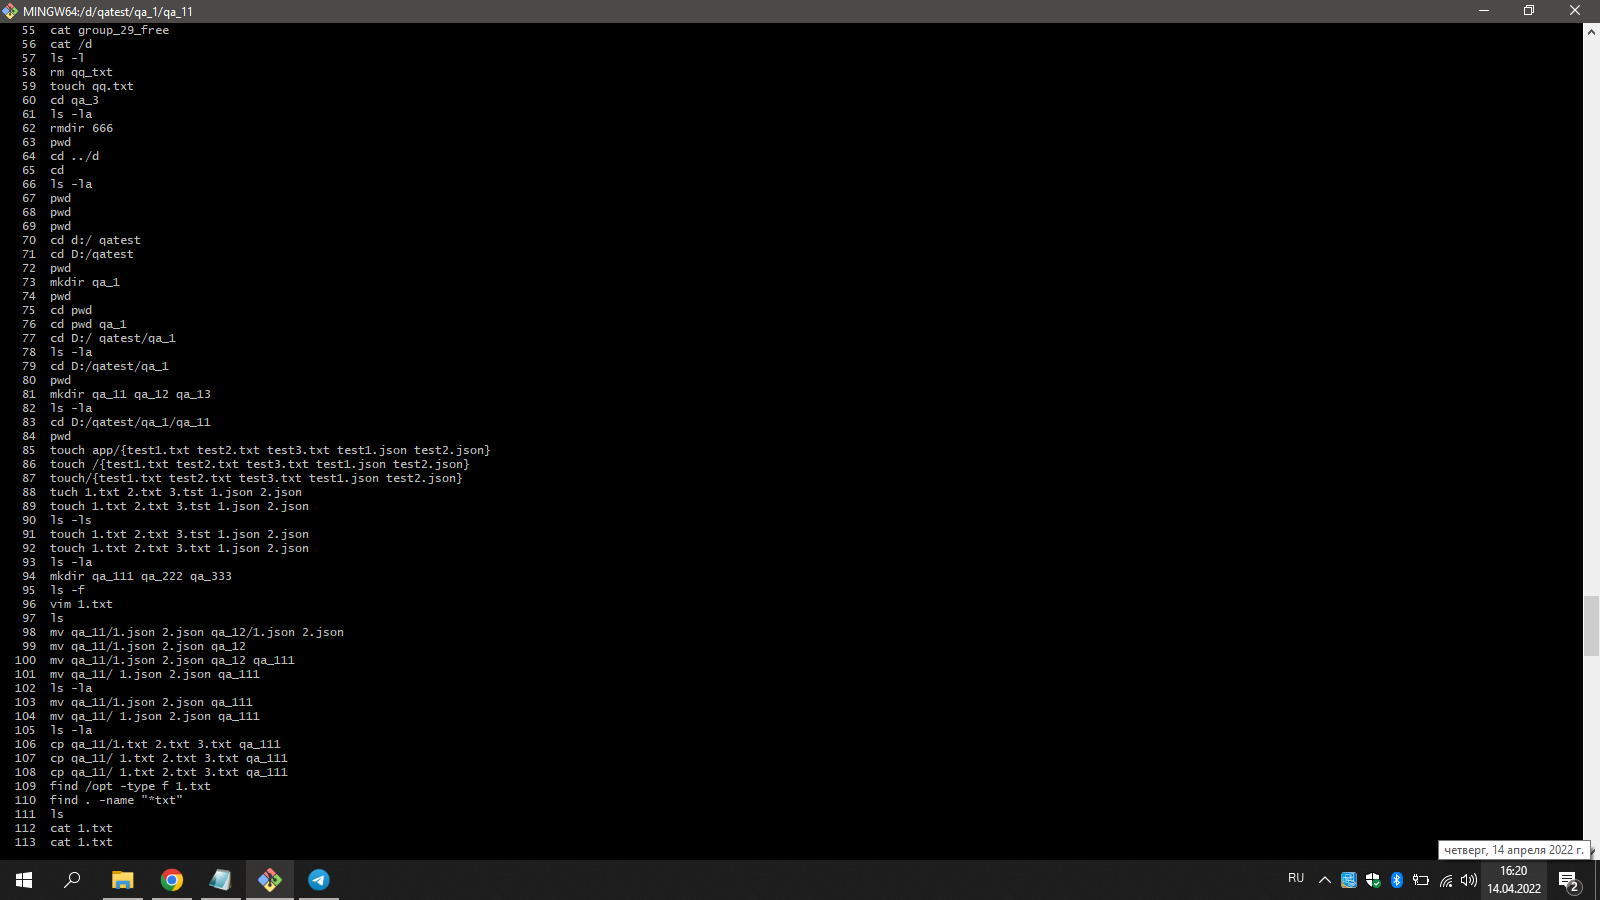 MINGW64:/d/qatest/qa_1/qa_11
55 cat group_29_free
56 cat /d
57 ls -l
58 rm qq_txt
59 touch qq.txt
60 cd qa_3
61 ls -la
62 rmdir 666
63 pwd
64 cd ../d
65 cd
66 ls -la
67 pwd
68 pwd
69 pwd
70 cd d:/ qatest
71 cd D:/qatest
72 pwd
73 mkdir qa_1
74 pwd
75 cd pwd
76 cd pwd qa_1
77 cd D:/ qatest/qa_1
78 ls -la
79 cd D:/qatest/qa_1
80 pwd
81 mkdir qa_11 qa_12 qa_13
82 ls -la
83 cd D:/qatest/qa_1/qa_11
84 pwd
85 touch app/{test1.txt test2.txt test3.txt test1.json test2.json}
86 touch /{test1.txt test2.txt test3.txt test1.json test2.json}
87 touch/{test1.txt test2.txt test3.txt test1.json test2.json}
88 tuch 1.txt 2.txt 3.tst 1.json 2.json
89 touch 1.txt 2.txt 3.tst 1.json 2.json
90 ls -ls
91 touch 1.txt 2.txt 3.tst 1.json 2.json
92 touch 1.txt 2.txt 3.txt 1.json 2.json
93 ls -la
94 mkdir qa_111 qa_222 qa_333
95 ls -f
96 vim 1.txt
97 ls
98 mv qa_11/1.json 2.json qa_12/1.json 2.json
99 mv qa_11/1.json 2.json qa_12
100 mv qa_11/1.json 2.json qa_12 qa_111
101 mv qa_11/ 1.json 2.json qa_111
102 ls -la
103 mv qa_11/1.json 2.json qa_111
104 mv qa_11/ 1.json 2.json qa_111
105 ls -la
106 cp qa_11/1.txt 2.txt 3.txt qa_111
107 cp qa_11/ 1.txt 2.txt 3.txt qa_111
108 cp qa_11/ 1.txt 2.txt 3.txt qa_111
109 find /opt -type f 1.txt
110 find . -name "*txt"
111 ls
112 cat 1.txt
113 cat 1.txt
четверг, 14 апреля 2022 г.
RU
16:20
14.04.2022
2